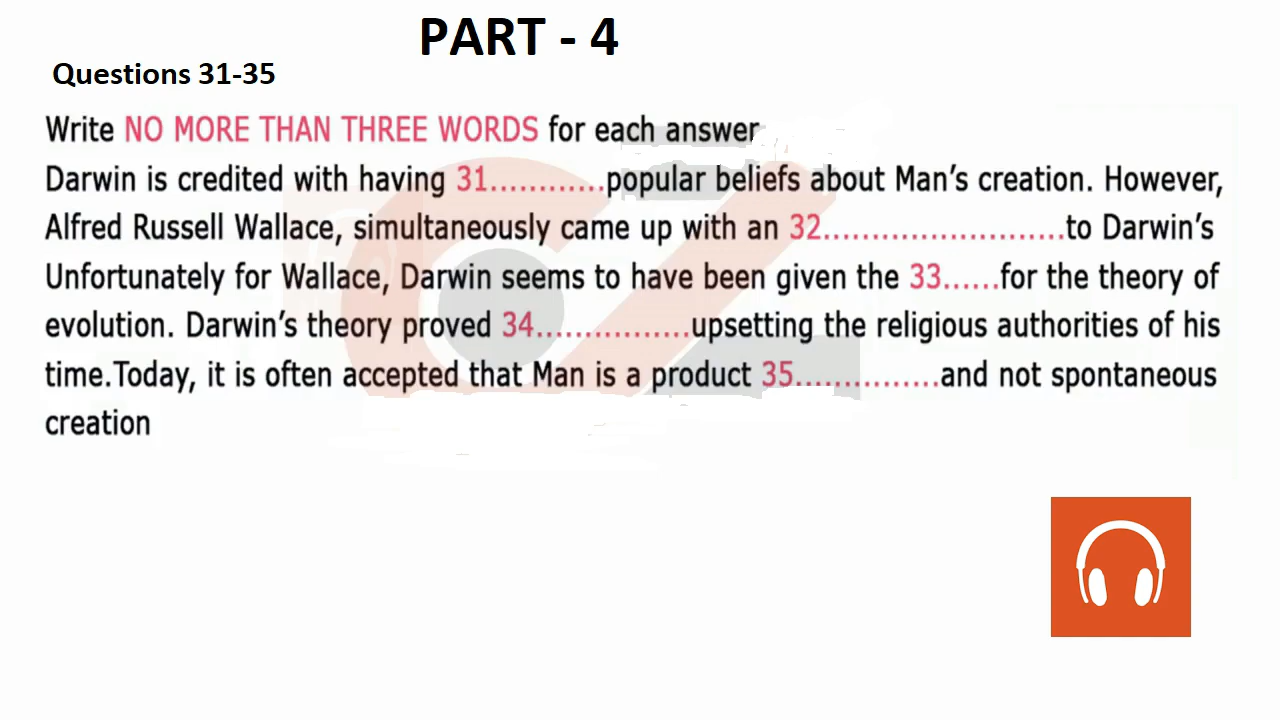 PART - 4
Questions 31-35
Write NO MORE THAN THREE WORDS for each answer
Darwin is credited with having 31............popular beliefs about Man's creation. However,
Alfred Russell Wallace, simultaneously came up with an 32.........................to Darwin's
Unfortunately for Wallace, Darwin seems to have been given the 33......for the theory of
evolution. Darwin's theory proved 34................upsetting the religious authorities of his
time.Today, it is often accepted that Man is a product 35...............and not spontaneous
creation